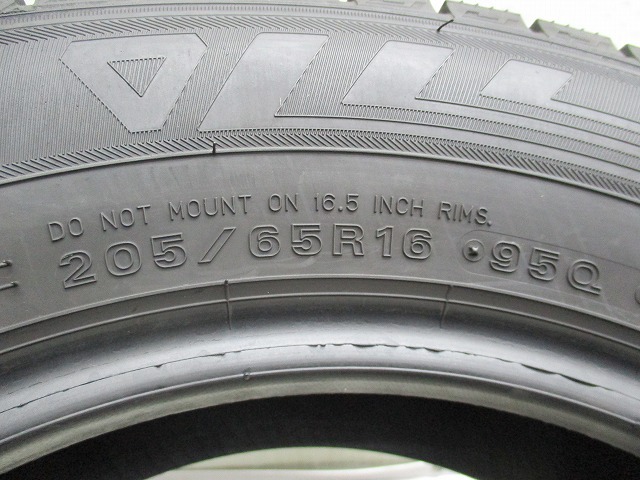 DO NOT MOUNT ON 16.5 INCH RIMS.
205/65R16 95Q